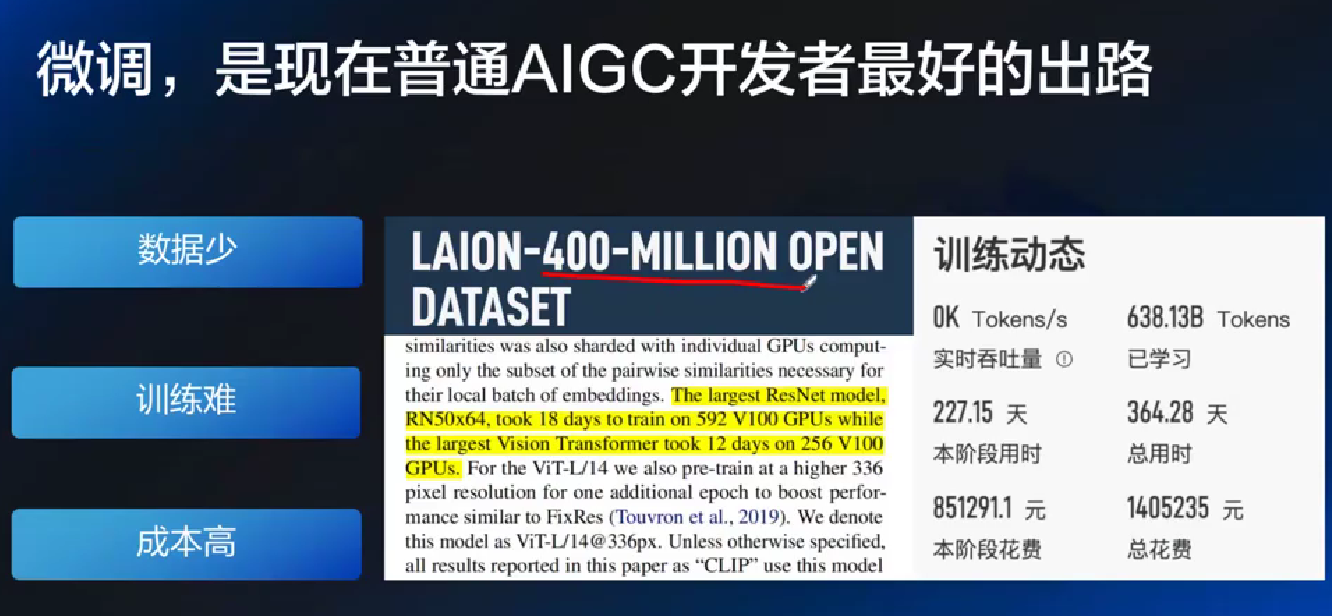 微调，是现在普通AIGC开发者最好的出路
数据少
训练难
成本高
LAION-400-MILLION OPEN
DATASET
similarities was also sharded with individual GPUs comput-
ing only the subset of the pairwise similarities necessary for
their local batch of embeddings. The largest ResNet model,
RN50x64, took 18 days to train on 592 V100 GPUs while
the largest Vision Transformer took 12 days on 256 V100
GPUs. For the ViT-L/14 we also pre-train at a higher 336
pixel resolution for one additional epoch to boost perfor-
mance similar to FixRes (Touvron et al., 2019). We denote
this model as ViT-L/14@336px. Unless otherwise specified,
all results reported in this paper as “CLIP” use this model
训练动态
0K Tokens/s 638.13B Tokens
实时吞吐量 已学习
227.15 天 364.28 天
本阶段用时 总用时
851291.1 元 1405235 元
本阶段花费 总花费